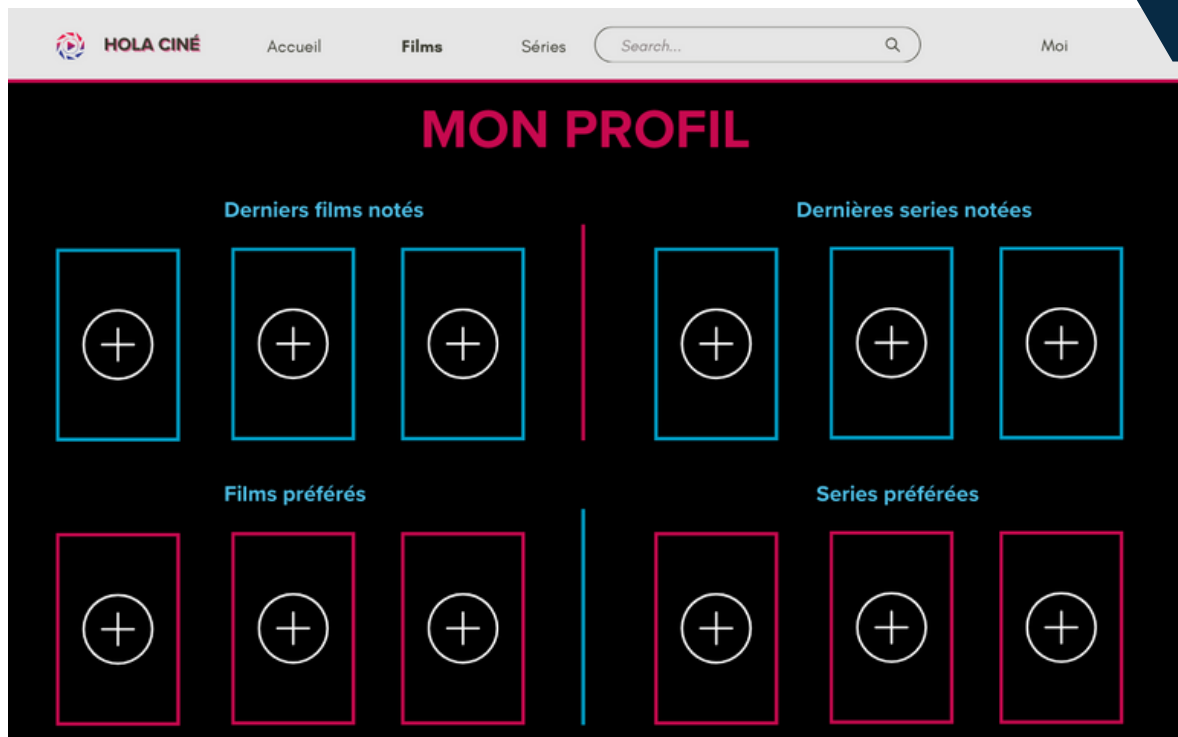 HOLA CINÉ Accueil Films Séries Search... Moi
MON PROFIL
Derniers films notés Dernières series notées
Films préférés Series préférées